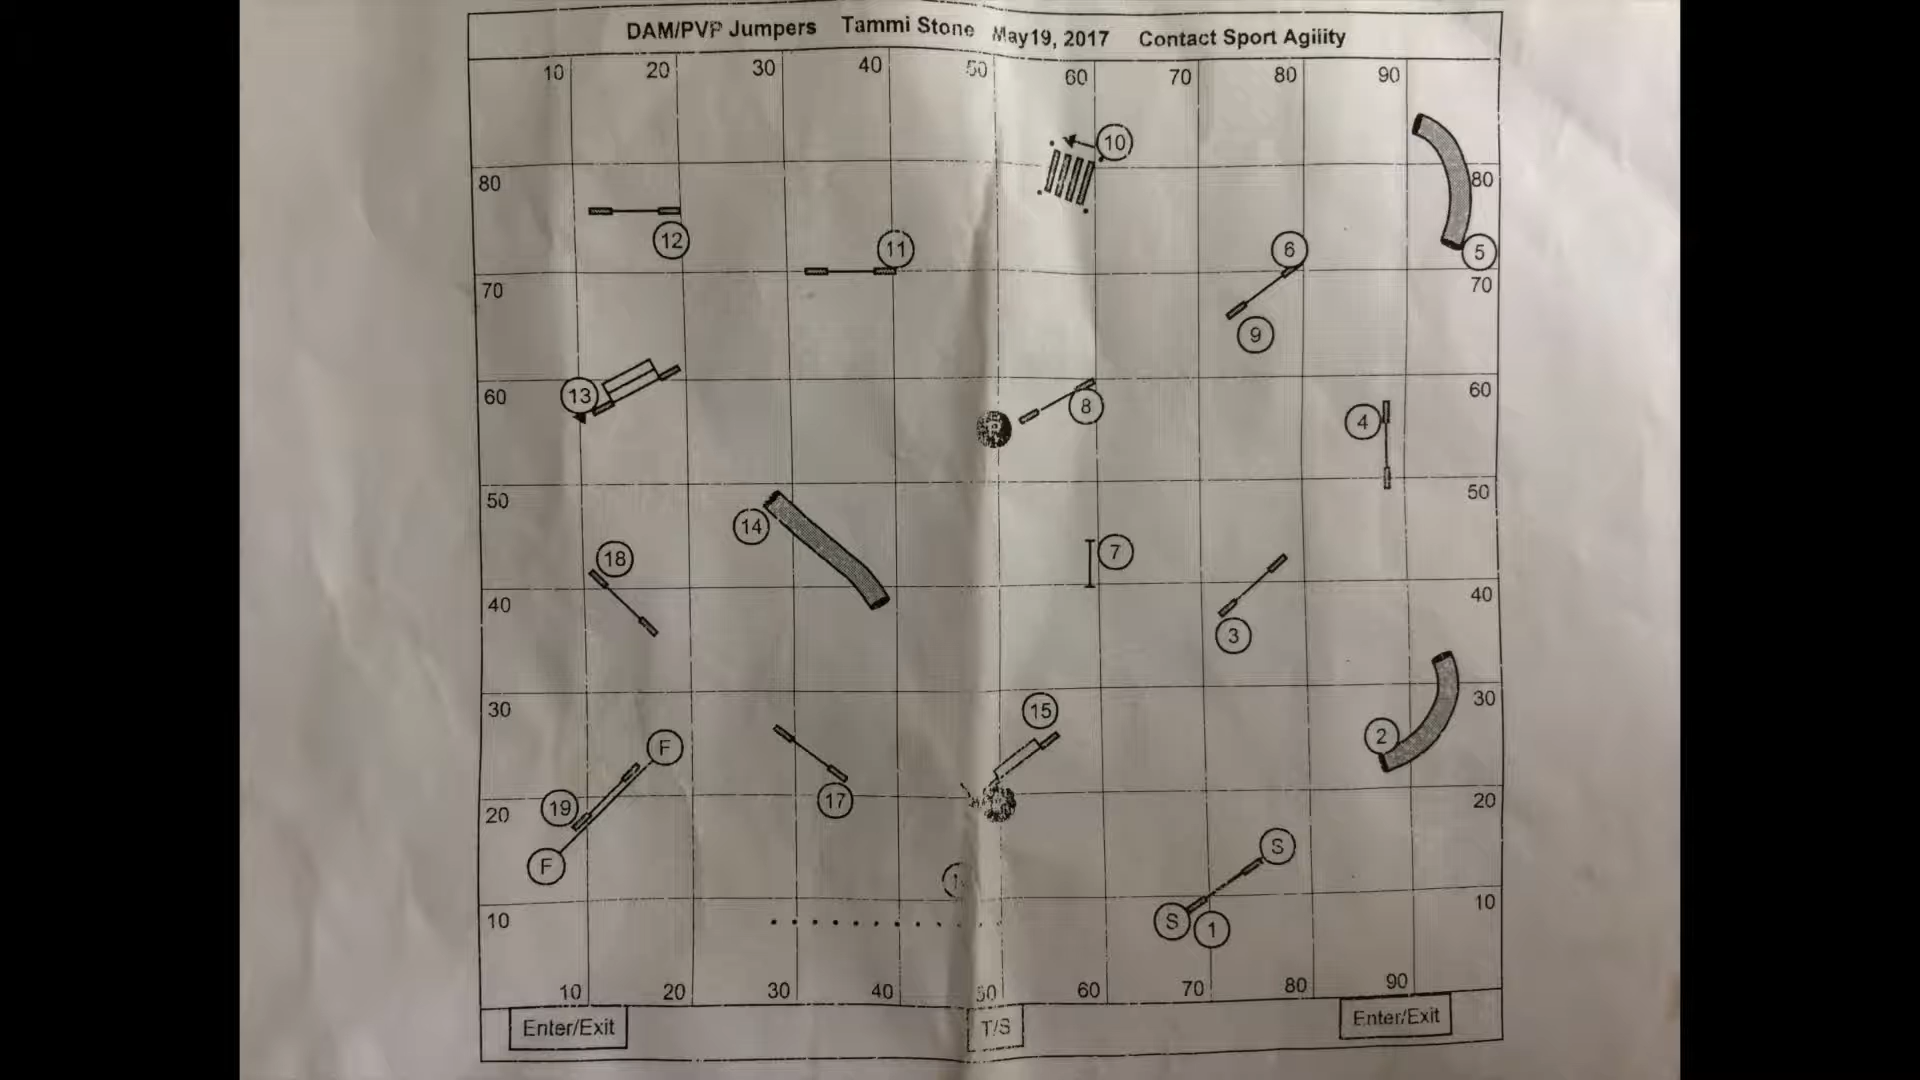 DAM/PVP Jumpers Tammi Stone May 19, 2017 Contact Sport Agility
10 20 30 40 50 60 70 80 90
10
80 80
12 11 6 5
70 70
9
13 60 8 4 60
50 50
14
18 7
40 3 40
30 15 30
F 2
19 17
20 20
F S
10 S 1 10
10 20 30 40 50 60 70 80 90
Enter/Exit T/S Enter/Exit